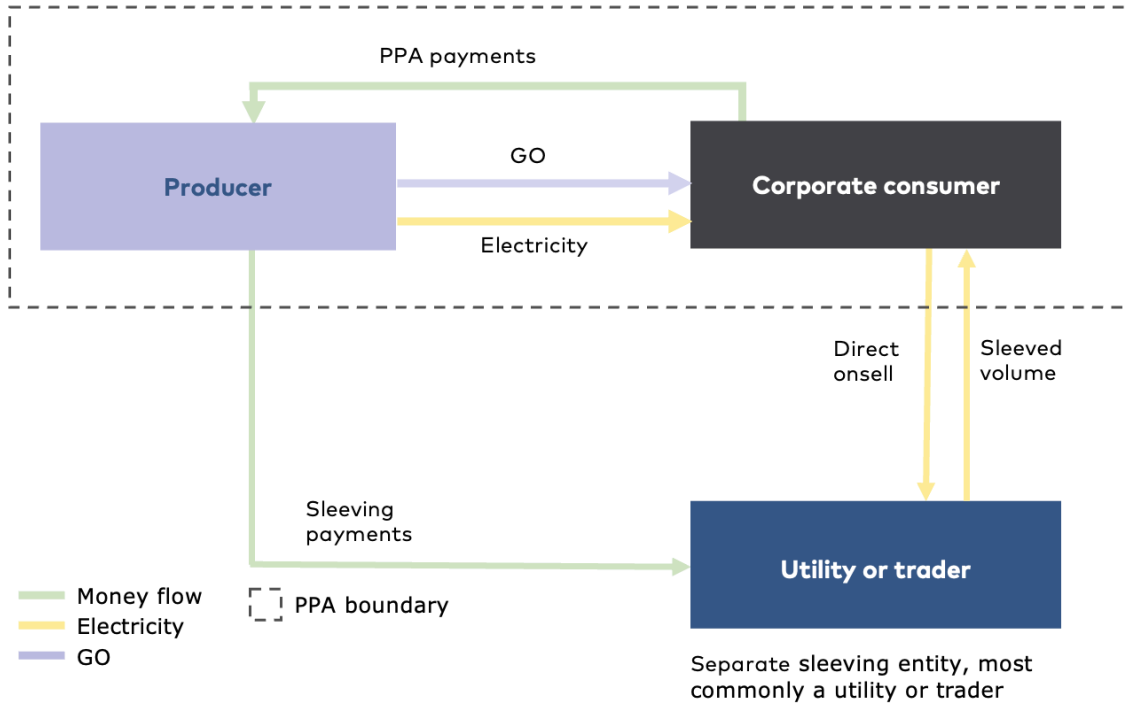 PPA payments
Producer
GO
Corporate consumer
Electricity
Direct
onsell
Sleeved
volume
Sleeving
payments
Utility or trader
Money flow
PPA boundary
Electricity
GO
Separate sleeving entity, most
commonly a utility or trader